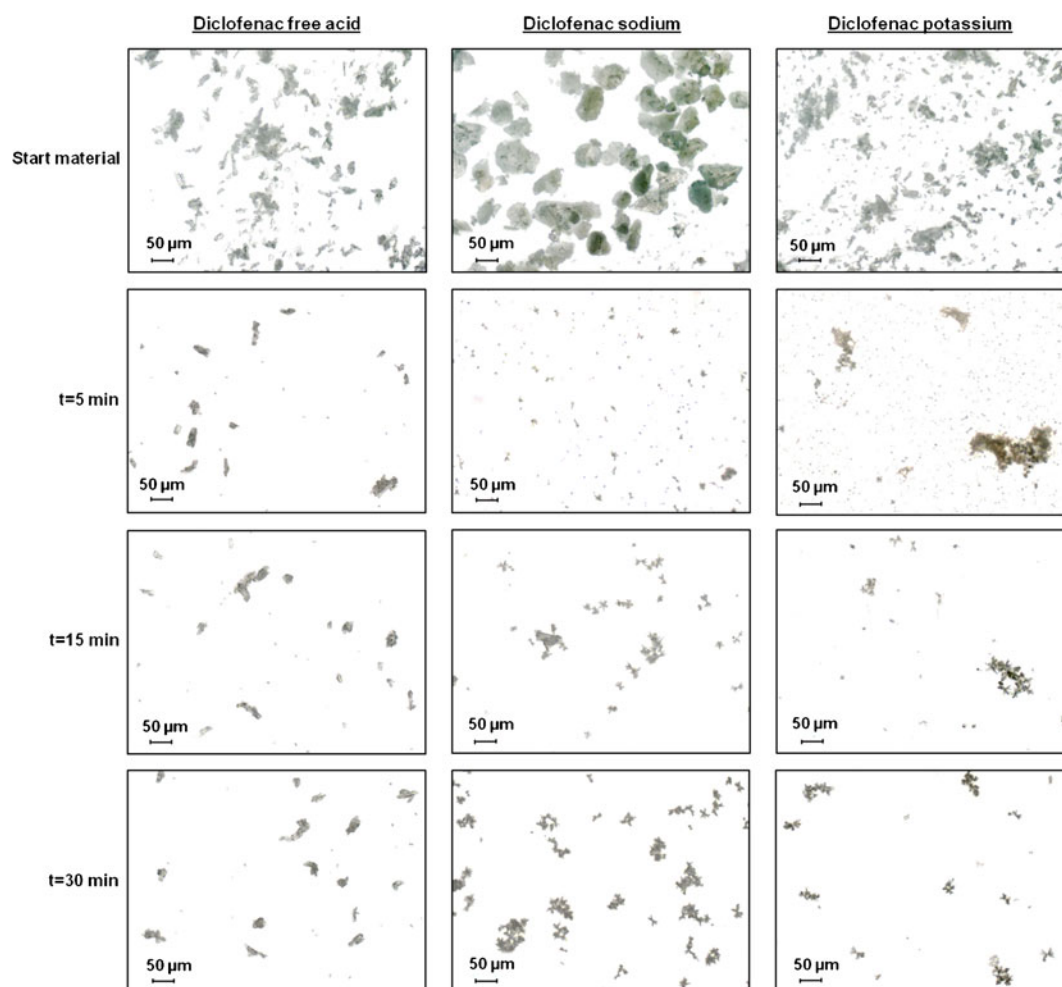 Diclofenac free acid Diclofenac sodium Diclofenac potassium
Start material
50 µm 50 µm 50 µm
t=5 min
50 µm 50 µm 50 µm
t=15 min
50 µm 50 µm 50 µm
t=30 min
50 µm 50 µm 50 µm